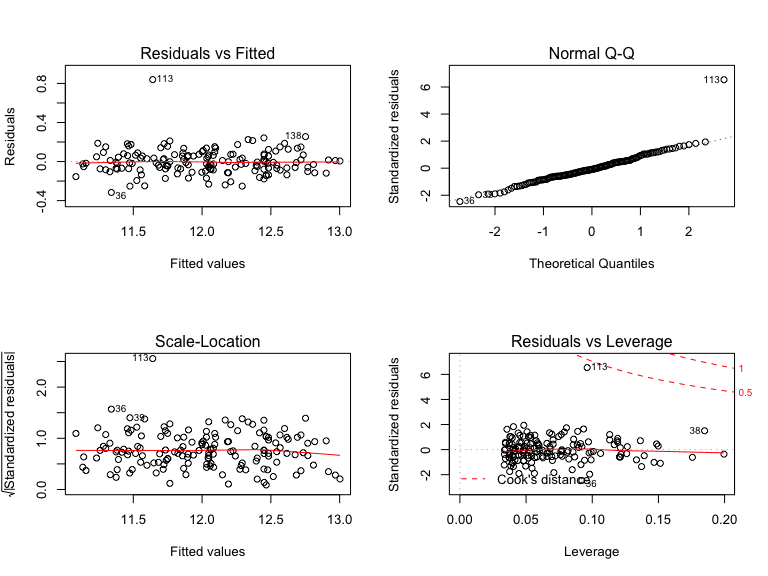 Residuals vs Fitted
Residuals
0.8
0.4
0.0
-0.4
113
138
36
11.5 12.0 12.5 13.0
Fitted values
Normal Q-Q
Standardized residuals
6
4
2
0
-2
113
36
-2 -1 0 1 2
Theoretical Quantiles
Scale-Location
√|Standardized residuals|
2.0
1.0
0.0
113
36
39
11.5 12.0 12.5 13.0
Fitted values
Residuals vs Leverage
Standardized residuals
6
4
2
0
-2
113
1
0.5
38
Cook's distance
36
0.00 0.05 0.10 0.15 0.20
Leverage